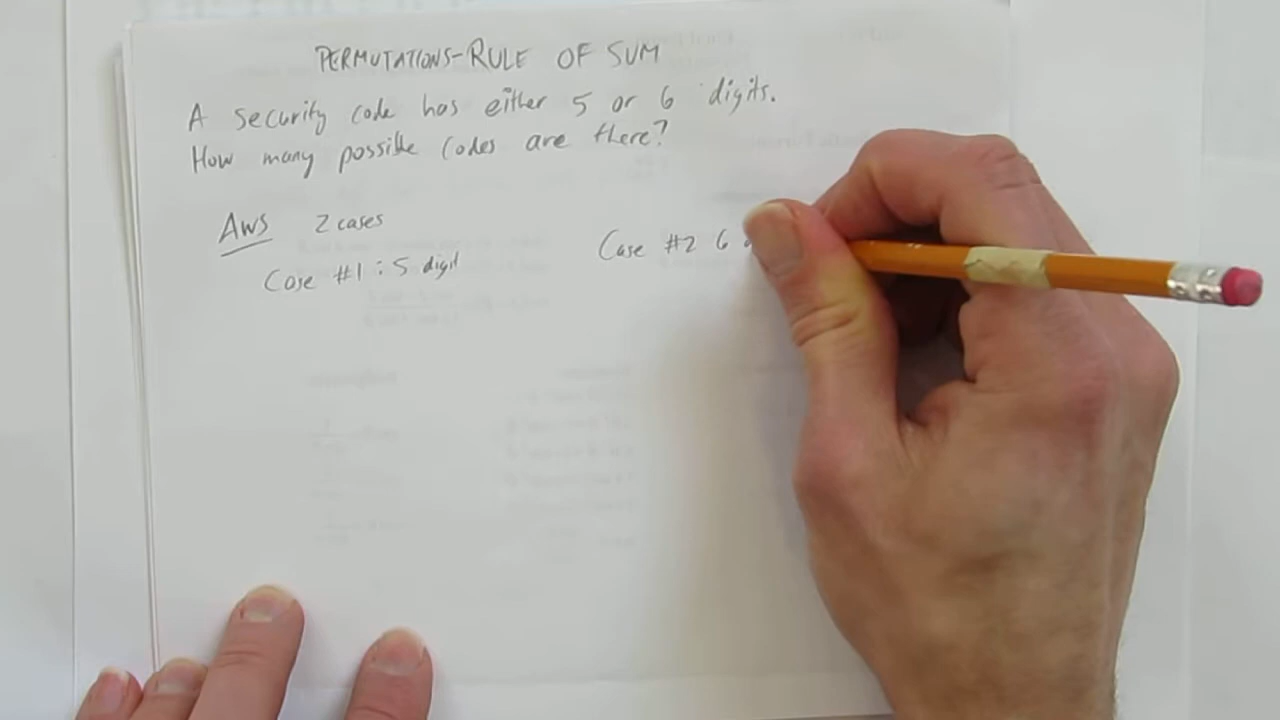 PERMUTATIONS-RULE OF SUM
A security code has either 5 or 6 digits.
How many possible codes are there?
Aws 2 cases
Case #1 : 5 digit
Case #2 6